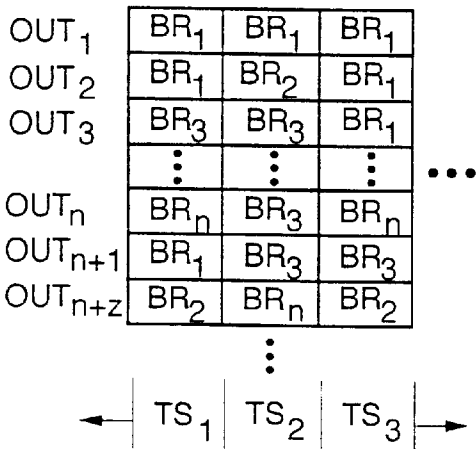 OUT₁ BR₁ BR₁ BR₁
OUT₂ BR₁ BR₂ BR₁
OUT₃ BR₃ BR₃ BR₁
⋮ ⋮ ⋮ •••
OUTₙ BRₙ BR₃ BRₙ
OUTₙ₊₁ BR₁ BR₃ BR₃
OUTn+z BR₂ BRₙ BR₂
⋮
TS₁ TS₂ TS₃